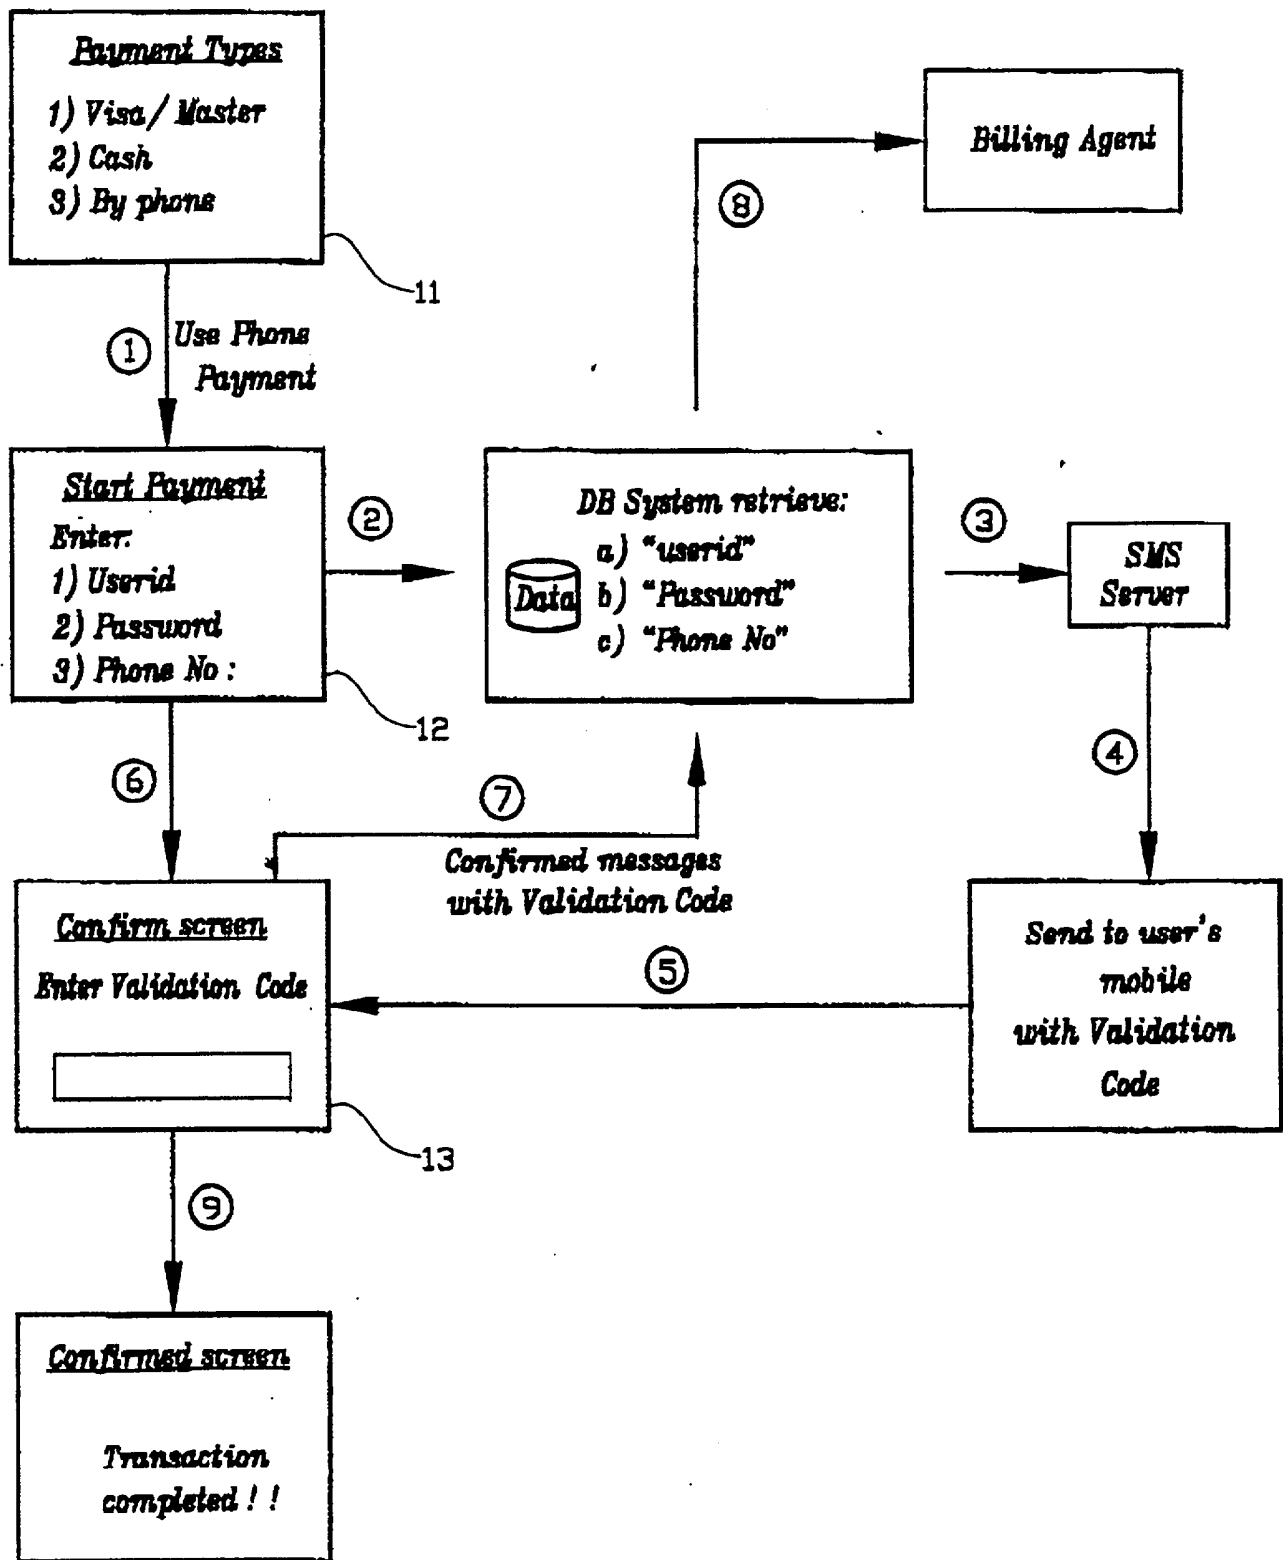 Payment Types
1) Visa/ Master
2) Cash
3) By phone
11
Billing Agent
8
1
Use Phone
Payment
Start Payment
Enter:
1) Userid
2) Password
3) Phone No :
12
2
DB System retrieve:
a) "userid"
b) "Password"
c) "Phone No"
Data
3
SMS
Server
4
6
7
Confirmed messages
with Validation Code
Confirm screen
Enter Validation Code
13
5
Send to user's
mobile
with Validation
Code
9
Confirmed screen
Transaction
completed ! !